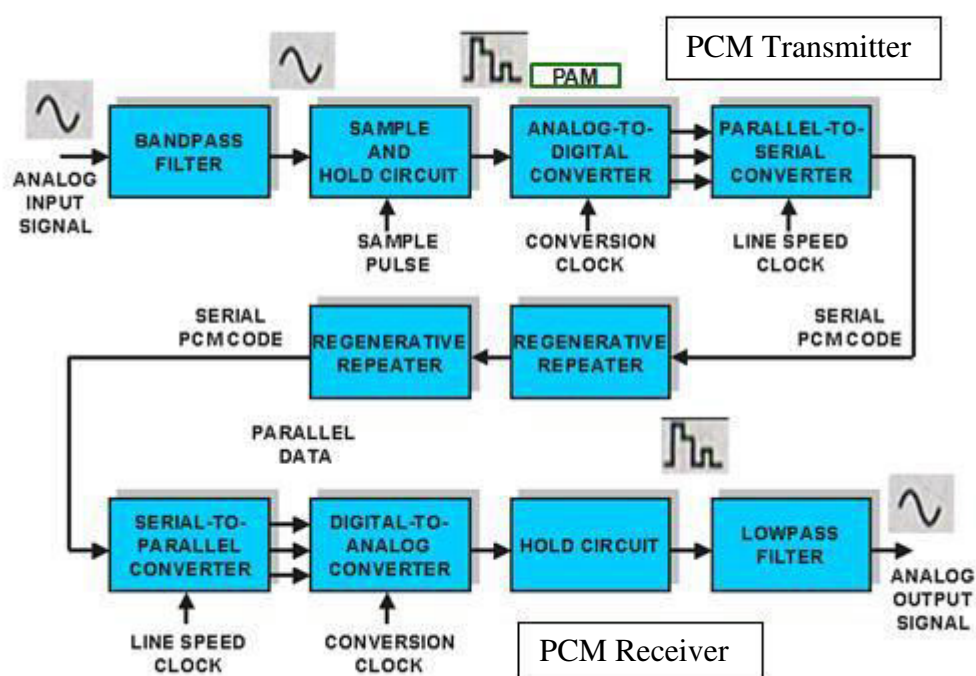 PCM Transmitter
PAM
BANDPASS
FILTER
SAMPLE
AND
HOLD CIRCUIT
ANALOG-TO-
DIGITAL
CONVERTER
PARALLEL-TO-
SERIAL
CONVERTER
ANALOG
INPUT
SIGNAL
SAMPLE
PULSE
CONVERSION
CLOCK
LINE SPEED
CLOCK
SERIAL
PCM CODE
REGENERATIVE
REPEATER
REGENERATIVE
REPEATER
SERIAL
PCM CODE
PARALLEL
DATA
SERIAL-TO-
PARALLEL
CONVERTER
DIGITAL-TO-
ANALOG
CONVERTER
HOLD CIRCUIT
LOWPASS
FILTER
ANALOG
OUTPUT
SIGNAL
LINE SPEED
CLOCK
CONVERSION
CLOCK
PCM Receiver